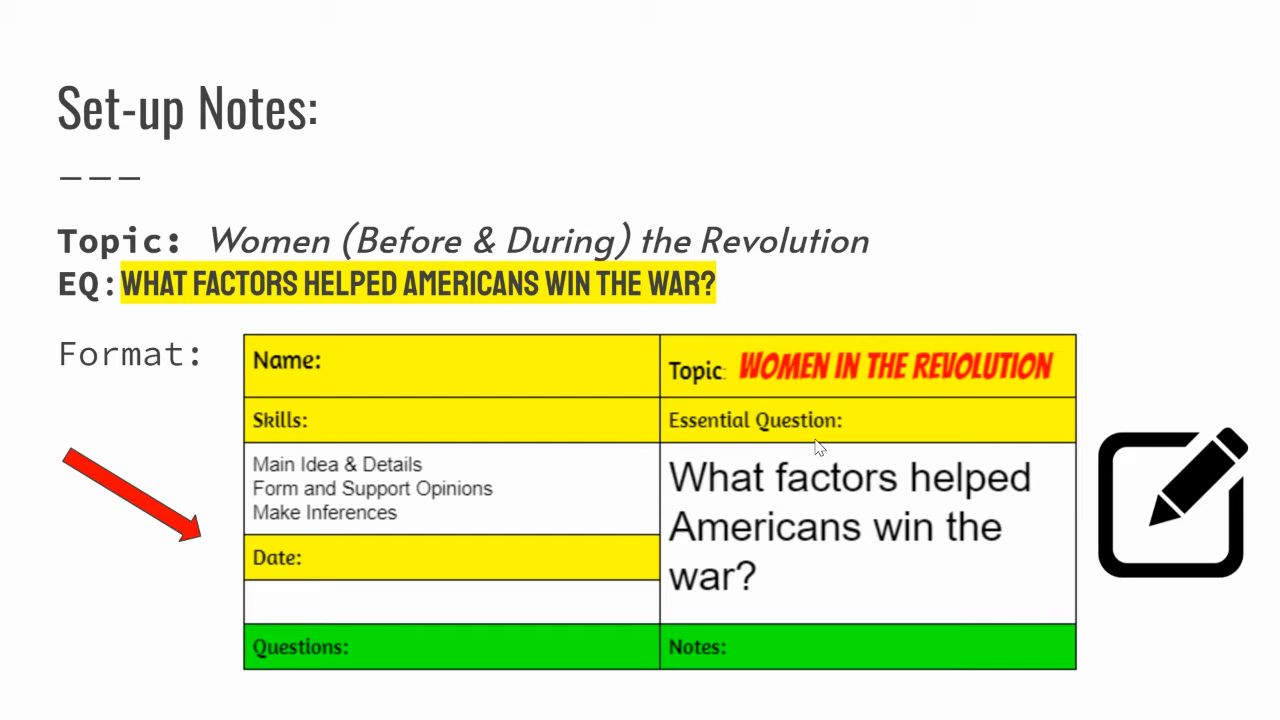 Set-up Notes:
Topic: Women (Before & During) the Revolution
EQ: WHAT FACTORS HELPED AMERICANS WIN THE WAR?
Format:
Name:
Topic: WOMEN IN THE REVOLUTION
Skills:
Essential Question:
Main Idea & Details
Form and Support Opinions
Make Inferences
What factors helped
Americans win the
war?
Date:
Questions:
Notes: